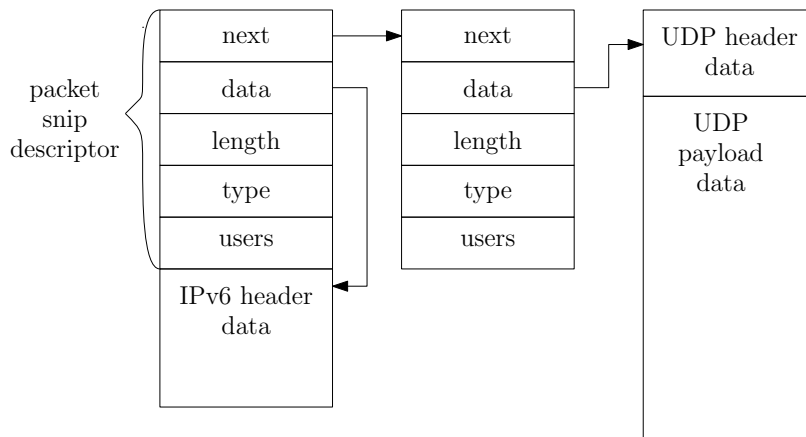 packet
snip
descriptor
next
data
length
type
users
IPv6 header
data
next
data
length
type
users
UDP header
data
UDP
payload
data